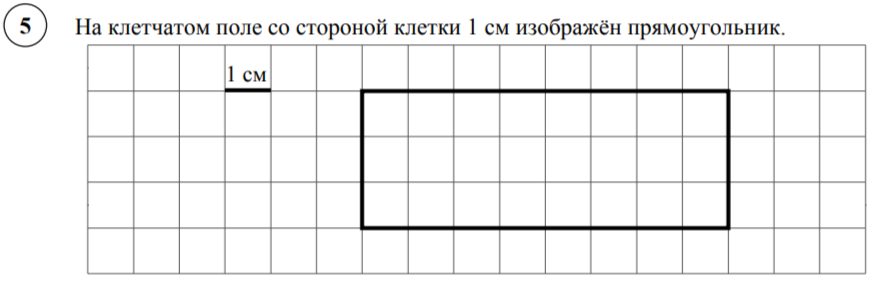 5 На клетчатом поле со стороной клетки 1 см изображён прямоугольник.
1 см